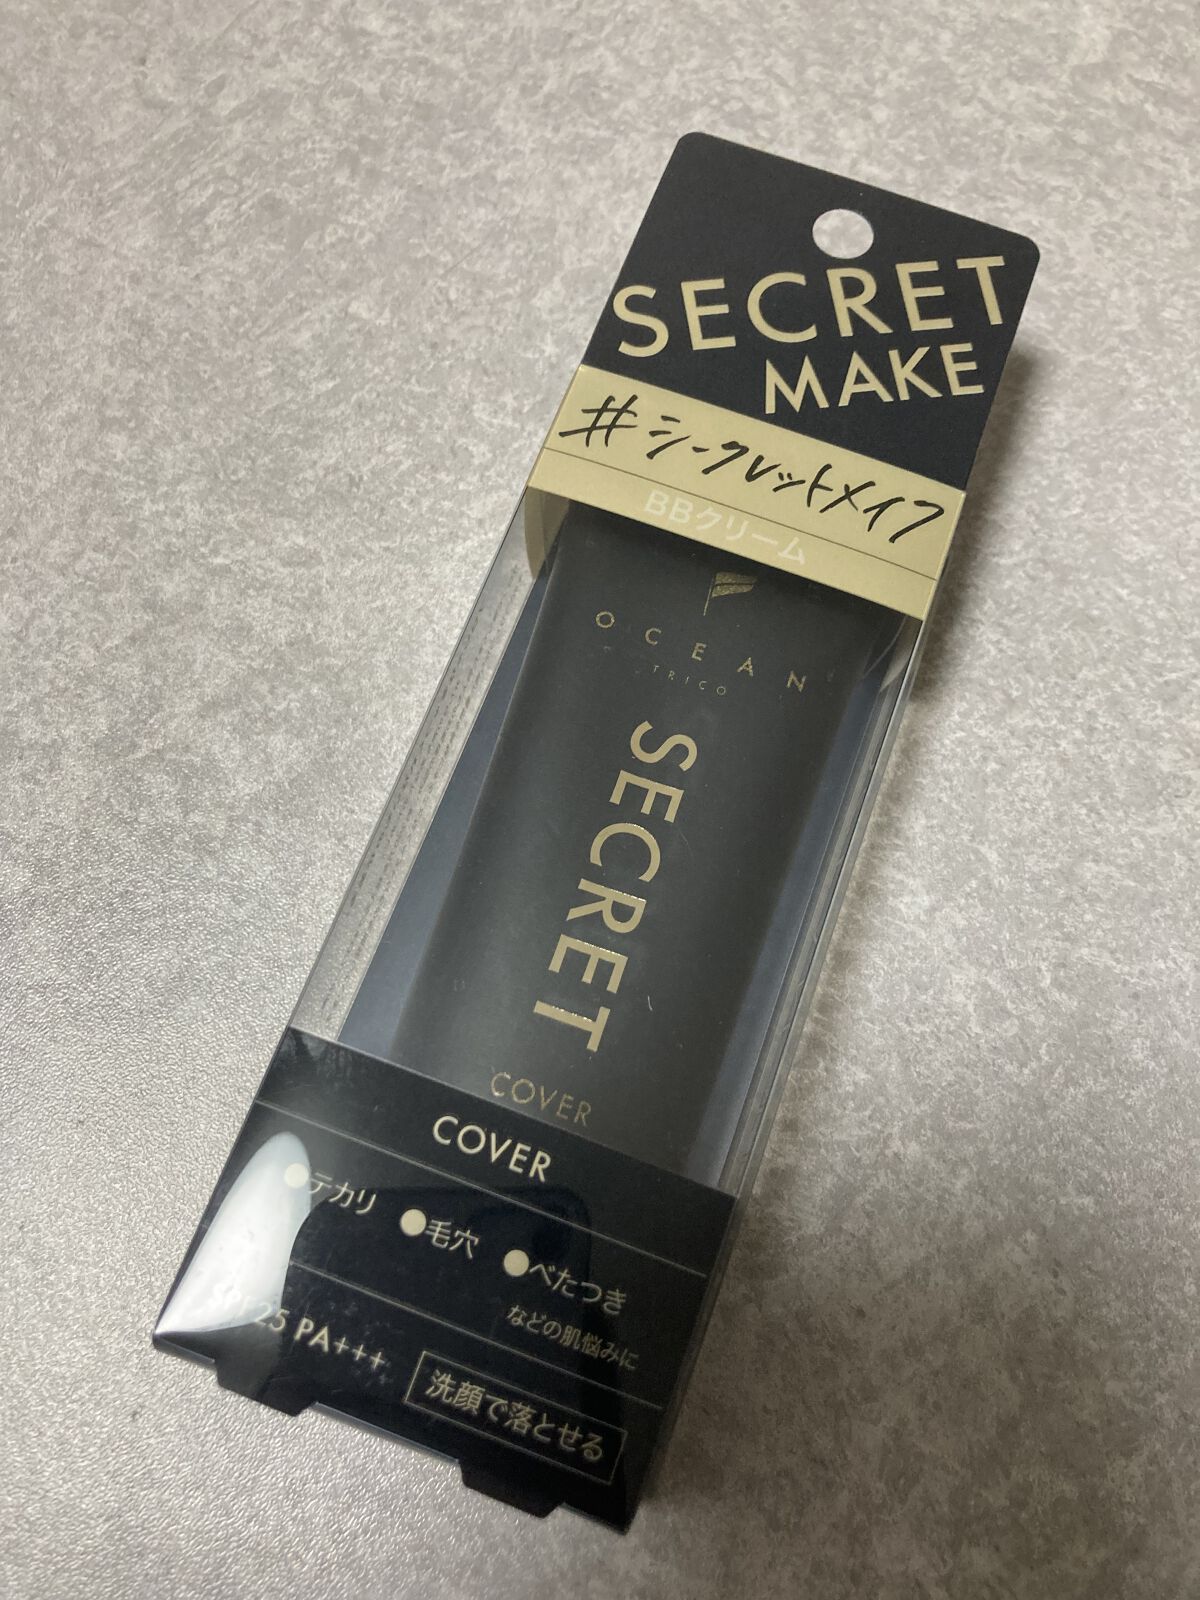 SECRET
MAKE
#シークレットメイク
BBクリーム
OCEAN
TRICO
SECRET
COVER
COVER
●テカリ ●毛穴 ●べたつき
などの肌悩みに
SPF25 PA+++
洗顔で落とせる